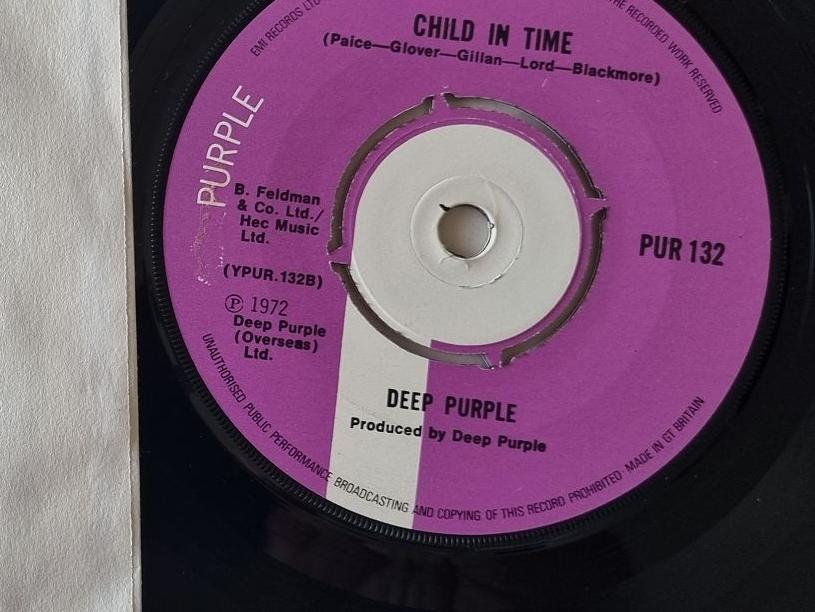 EMI RECORDS LTD
THE RECORDED WORK RESERVED
CHILD IN TIME
(Paice—Glover—Gillan—Lord—Blackmore)
PURPLE
B. Feldman
& Co. Ltd./
Hec Music
Ltd.
PUR 132
(YPUR.132B)
℗ 1972
Deep Purple
(Overseas)
Ltd.
DEEP PURPLE
Produced by Deep Purple
UNAUTHORISED PUBLIC PERFORMANCE BROADCASTING AND COPYING OF THIS RECORD PROHIBITED · MADE IN GT BRITAIN